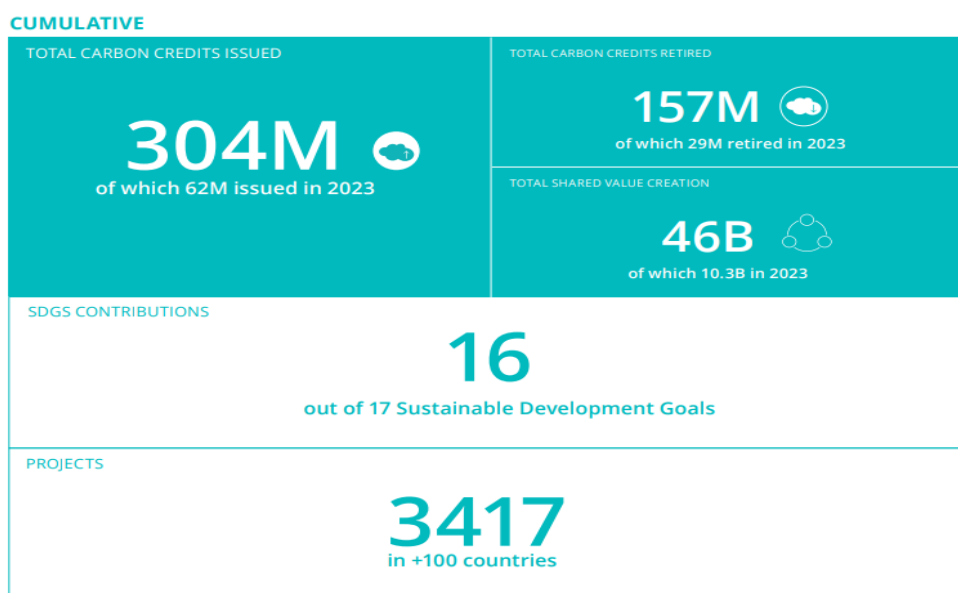 CUMULATIVE
TOTAL CARBON CREDITS ISSUED
304M
of which 62M issued in 2023
TOTAL CARBON CREDITS RETIRED
157M
of which 29M retired in 2023
TOTAL SHARED VALUE CREATION
46B
of which 10.3B in 2023
SDGS CONTRIBUTIONS
16
out of 17 Sustainable Development Goals
PROJECTS
3417
in +100 countries